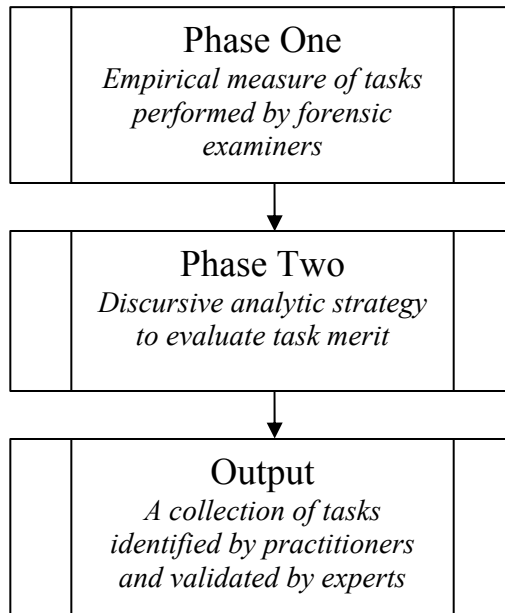 Phase One
Empirical measure of tasks
performed by forensic
examiners
Phase Two
Discursive analytic strategy
to evaluate task merit
Output
A collection of tasks
identified by practitioners
and validated by experts